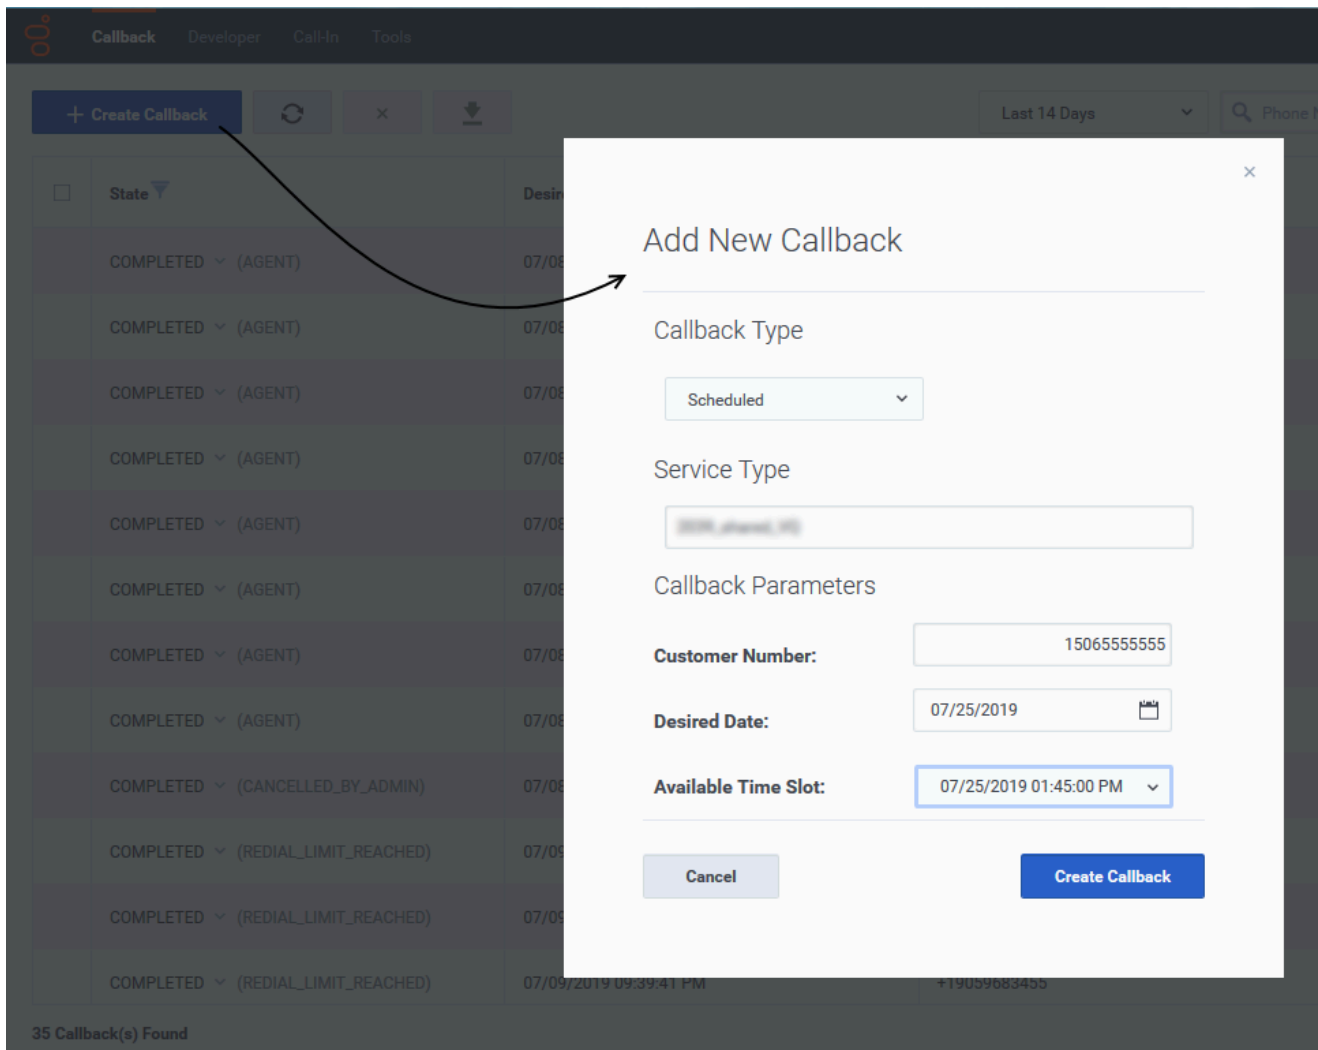 Callback Developer Call-In Tools
+ Create Callback
Last 14 Days
Phone
State
COMPLETED (AGENT)
COMPLETED (AGENT)
COMPLETED (AGENT)
COMPLETED (AGENT)
COMPLETED (AGENT)
COMPLETED (AGENT)
COMPLETED (AGENT)
COMPLETED (AGENT)
COMPLETED (CANCELLED_BY_ADMIN)
COMPLETED (REDIAL_LIMIT_REACHED)
COMPLETED (REDIAL_LIMIT_REACHED)
COMPLETED (REDIAL_LIMIT_REACHED) 07/09/2019 09:39:41 PM +19059683455
35 Callback(s) Found
Add New Callback
Callback Type
Scheduled
Service Type
Callback Parameters
Customer Number: 15065555555
Desired Date: 07/25/2019
Available Time Slot: 07/25/2019 01:45:00 PM
Cancel Create Callback